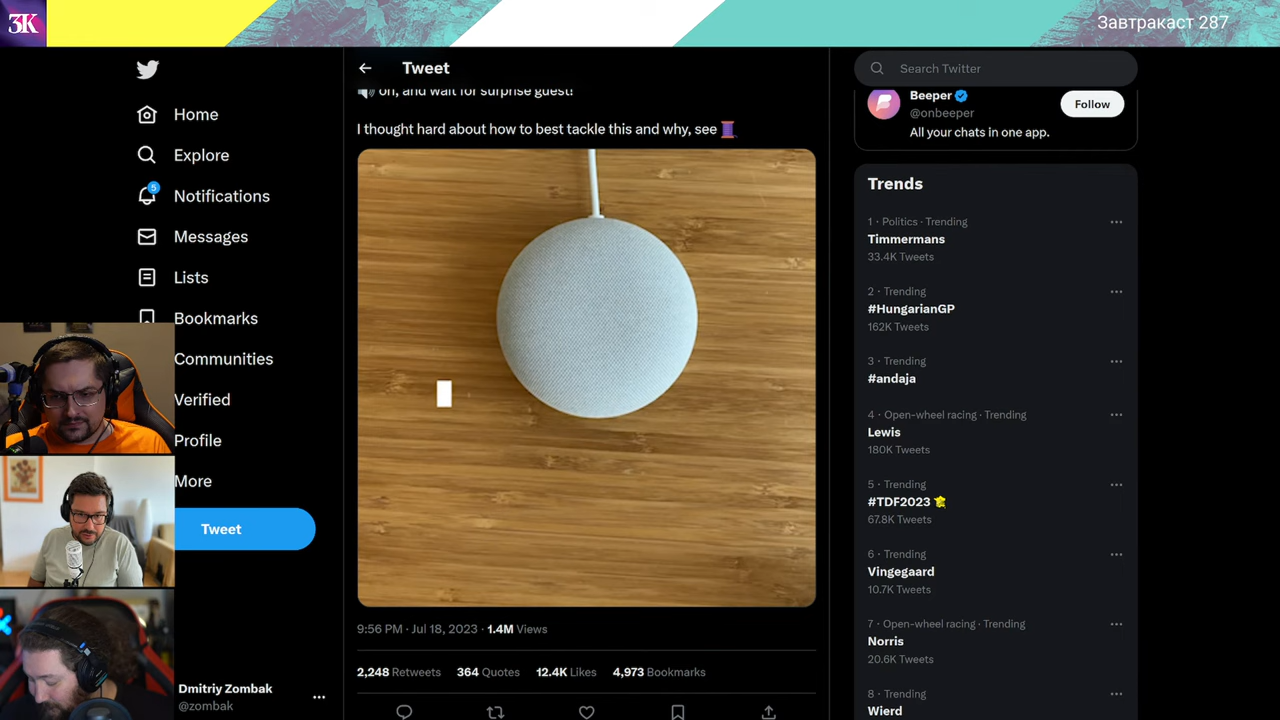 3K
Завтракаст 287
Home
Explore
5
Notifications
Messages
Lists
Bookmarks
Communities
Verified
Profile
More
Tweet
Dmitriy Zombak
@zombak
Tweet
on, and wait for surprise guest!
I thought hard about how to best tackle this and why, see
9:56 PM · Jul 18, 2023 · 1.4M Views
2,248 Retweets 364 Quotes 12.4K Likes 4,973 Bookmarks
Search Twitter
Beeper
@onbeeper
Follow
All your chats in one app.
Trends
1 · Politics · Trending
Timmermans
33.4K Tweets
2 · Trending
#HungarianGP
162K Tweets
3 · Trending
#andaja
4 · Open-wheel racing · Trending
Lewis
180K Tweets
5 · Trending
#TDF2023
67.8K Tweets
6 · Trending
Vingegaard
10.7K Tweets
7 · Open-wheel racing · Trending
Norris
20.6K Tweets
8 · Trending
Wierd